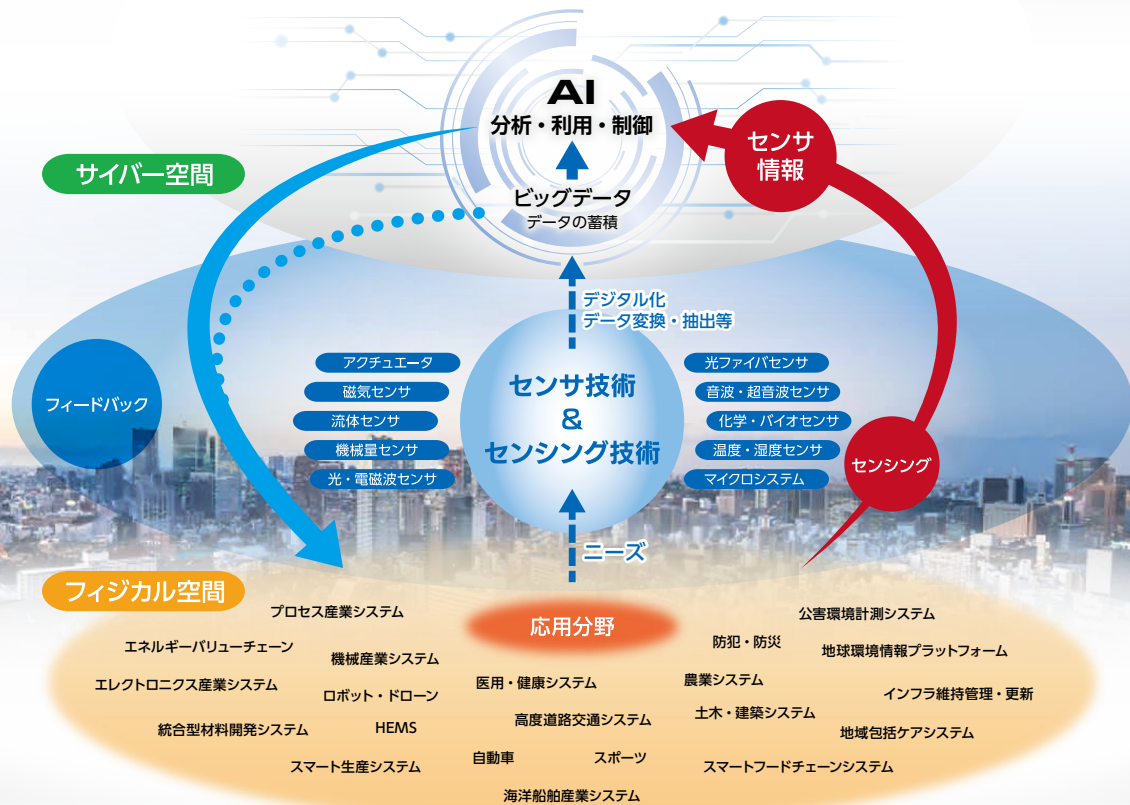 AI
分析・利用・制御
ビッグデータ
データの蓄積
センサ
情報
サイバー空間
デジタル化
データ変換・抽出等
フィードバック
アクチュエータ
磁気センサ
流体センサ
機械量センサ
光・電磁波センサ
センサ技術
&
センシング技術
光ファイバセンサ
音波・超音波センサ
化学・バイオセンサ
温度・湿度センサ
マイクロシステム
センシング
ニーズ
フィジカル空間
応用分野
プロセス産業システム
エネルギーバリューチェーン
機械産業システム
エレクトロニクス産業システム
ロボット・ドローン
統合型材料開発システム
HEMS
スマート生産システム
医用・健康システム
高度道路交通システム
自動車
スポーツ
海洋船舶産業システム
公害環境計測システム
防犯・防災
地球環境情報プラットフォーム
農業システム
インフラ維持管理・更新
土木・建築システム
地域包括ケアシステム
スマートフードチェーンシステム